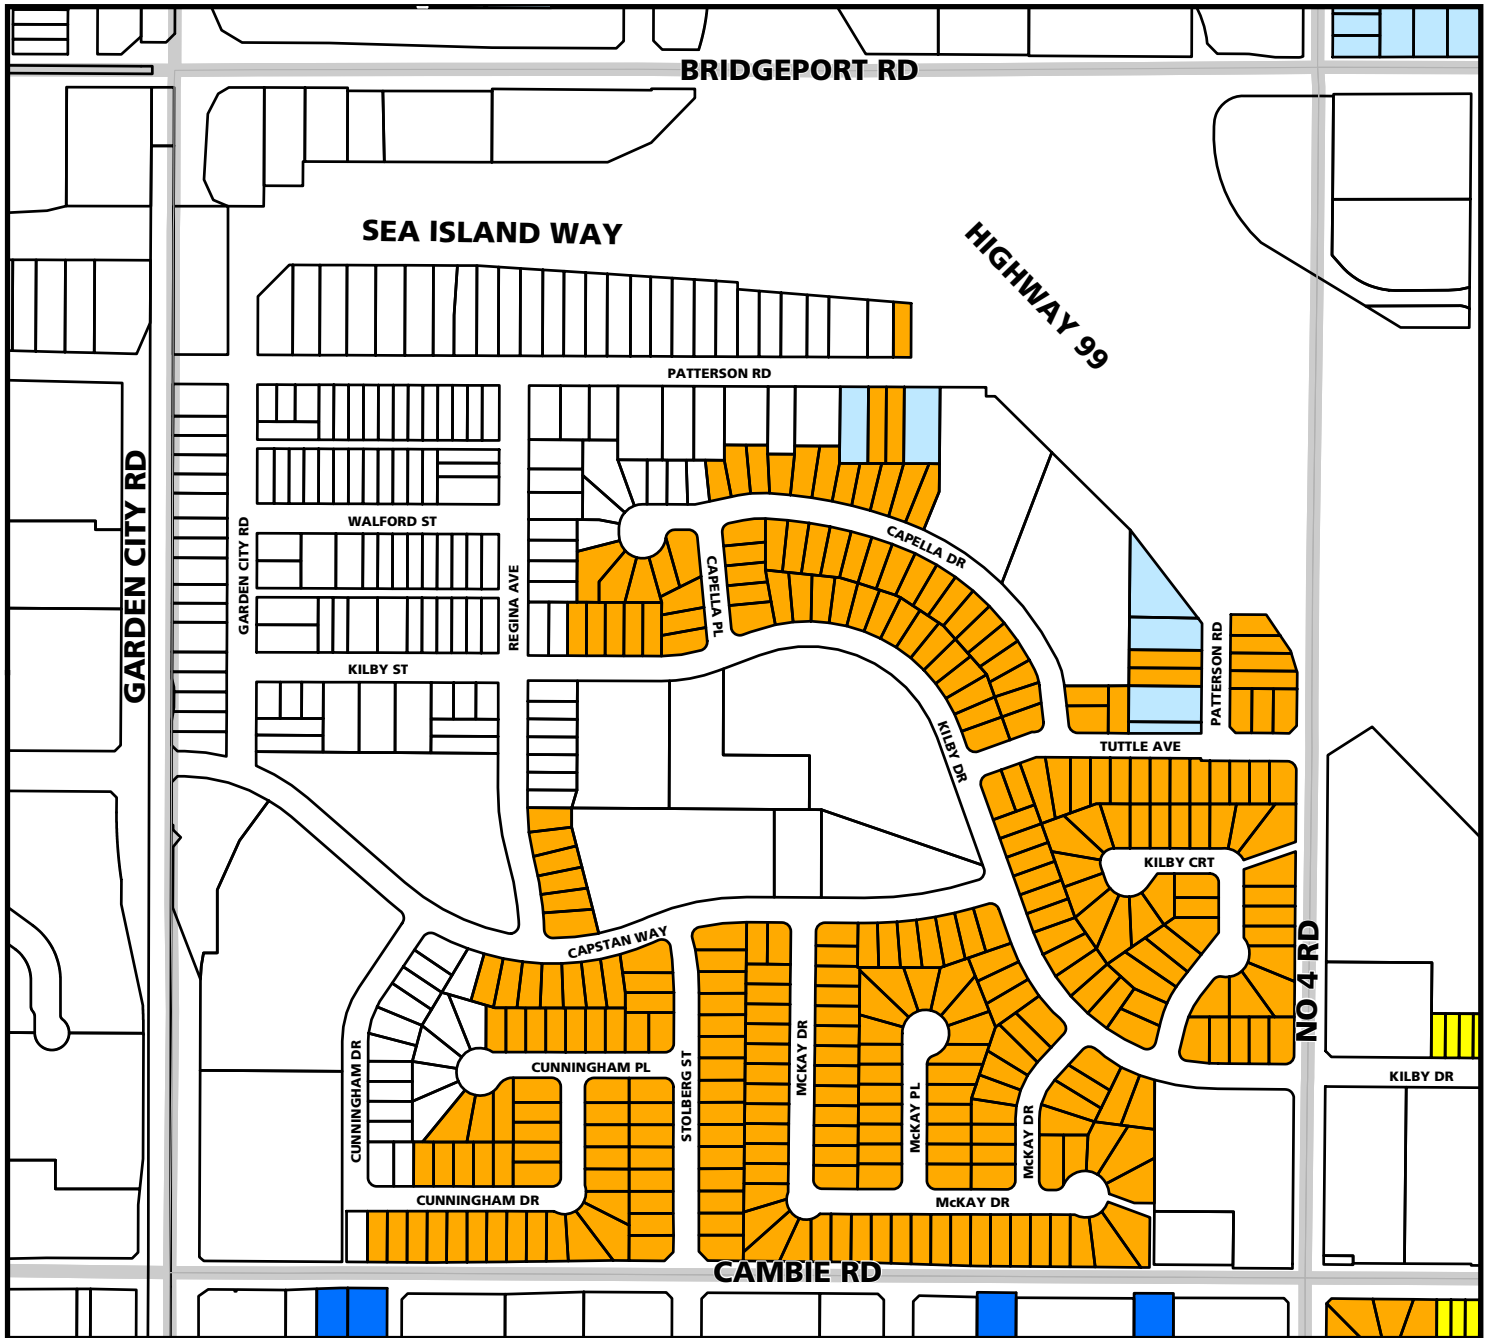 BRIDGEPORT RD
SEA ISLAND WAY
HIGHWAY 99
PATTERSON RD
GARDEN CITY RD
GARDEN CITY RD
WALFORD ST
REGINA AVE
CAPELLA DR
CAPELLA PL
KILBY ST
PATTERSON RD
KILBY DR
TUTTLE AVE
KILBY CRT
CAPSTAN WAY
NO 4 RD
CUNNINGHAM DR
CUNNINGHAM PL
STOLBERG ST
MCKAY DR
McKAY PL
McKAY DR
KILBY DR
CUNNINGHAM DR
McKAY DR
CAMBIE RD